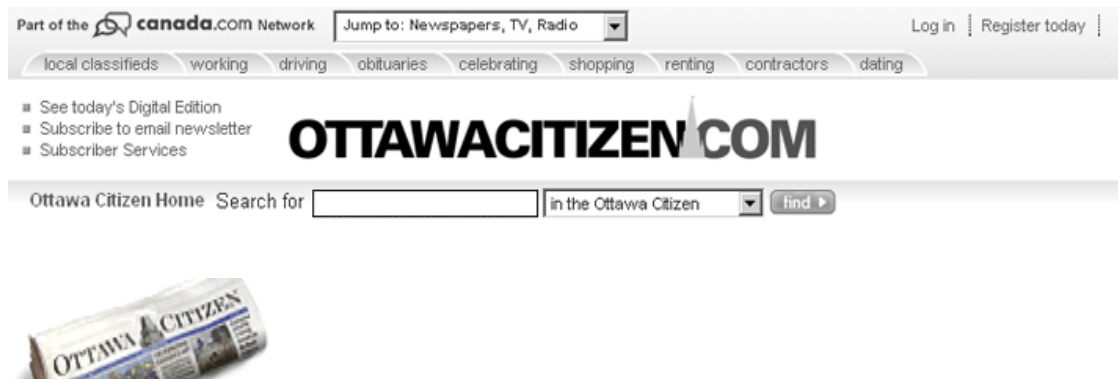 Part of the canada.com Network Jump to: Newspapers, TV, Radio Log in Register today
local classifieds working driving obituaries celebrating shopping renting contractors dating
See today's Digital Edition
Subscribe to email newsletter
Subscriber Services
OTTAWACITIZEN.COM
Ottawa Citizen Home Search for in the Ottawa Citizen find
OTTAWA CITIZEN